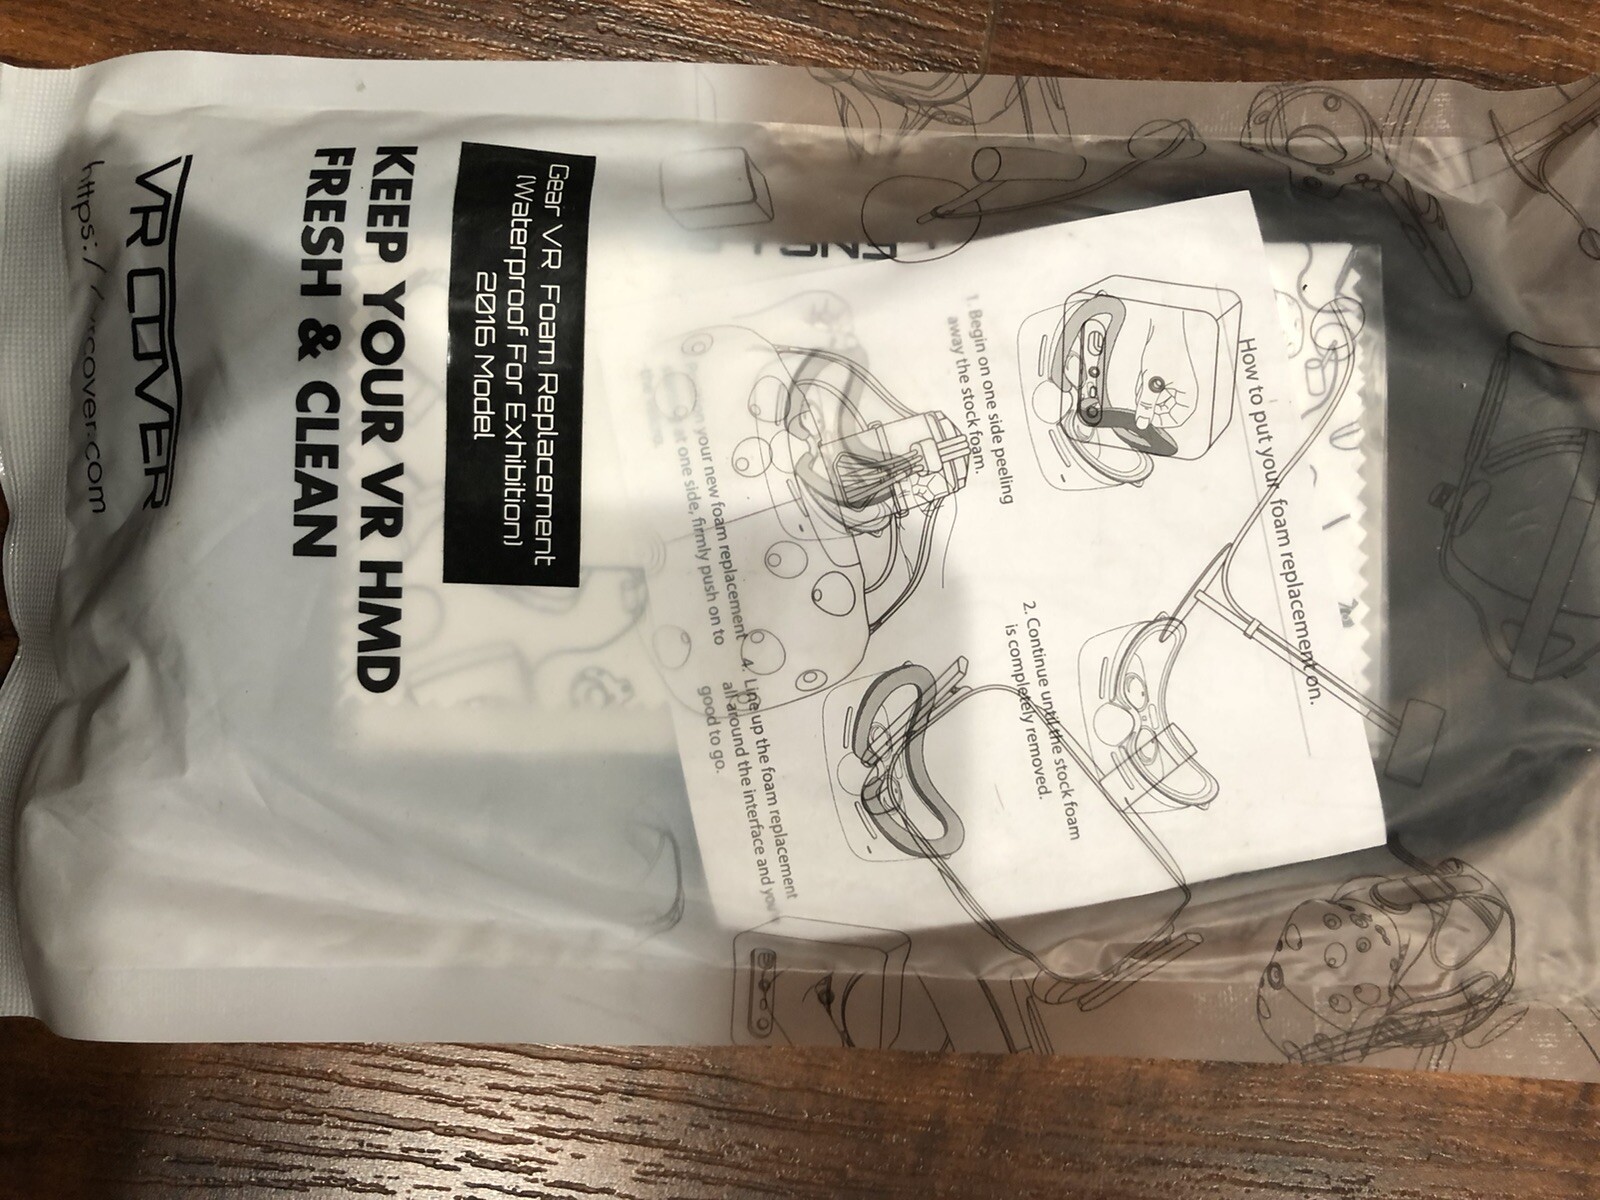 VR COVER
https://vrcover.com
KEEP YOUR VR HMD
FRESH & CLEAN
Gear VR Foam Replacement
(Waterproof For Exhibition)
2016 Model
How to put your foam replacement on.
1. Begin on one side peeling
away the stock foam.
2. Continue until the stock foam
is completely removed.
on your new foam replacement
at one side, firmly push on to
4. Line up the foam replacement
all around the interface and you
good to go.